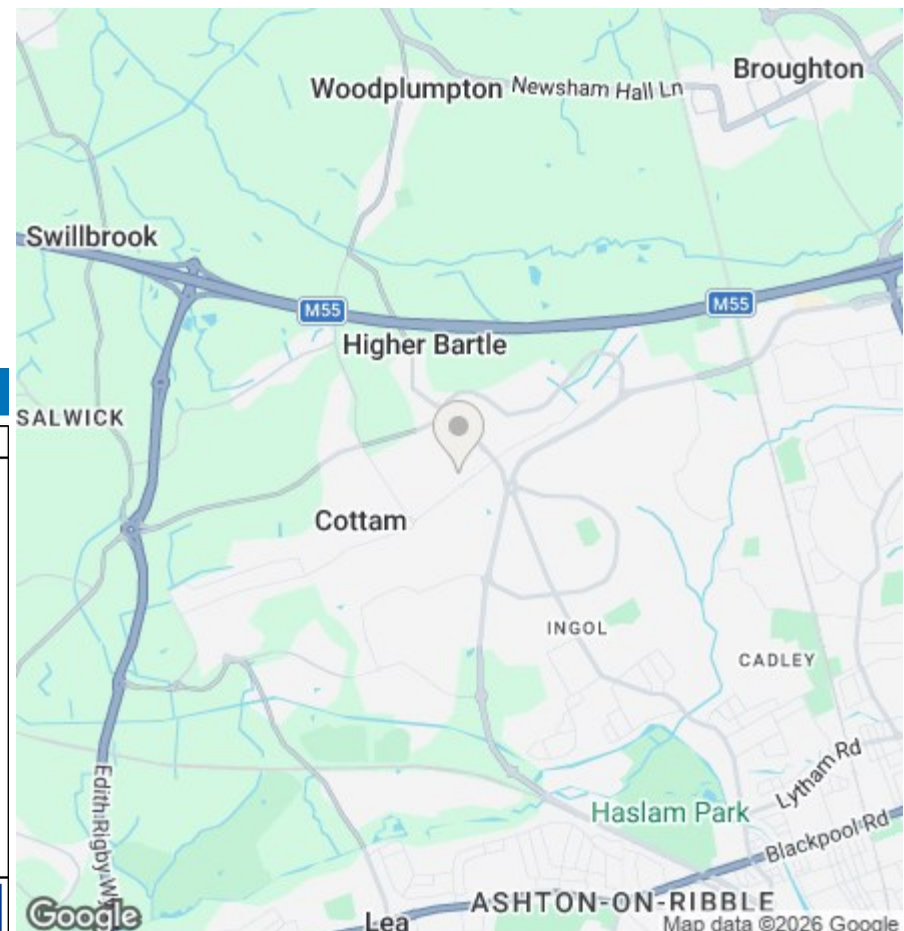 Broughton
Woodplumpton
Newsham Hall Ln
Swillbrook
M55
M55
Higher Bartle
SALWICK
Cottam
INGOL
CADLEY
Edith Rigby W
Lytham Rd
Haslam Park
Blackpool Rd
ASHTON-ON-RIBBLE
Google
Lea
Map data ©2026 Google